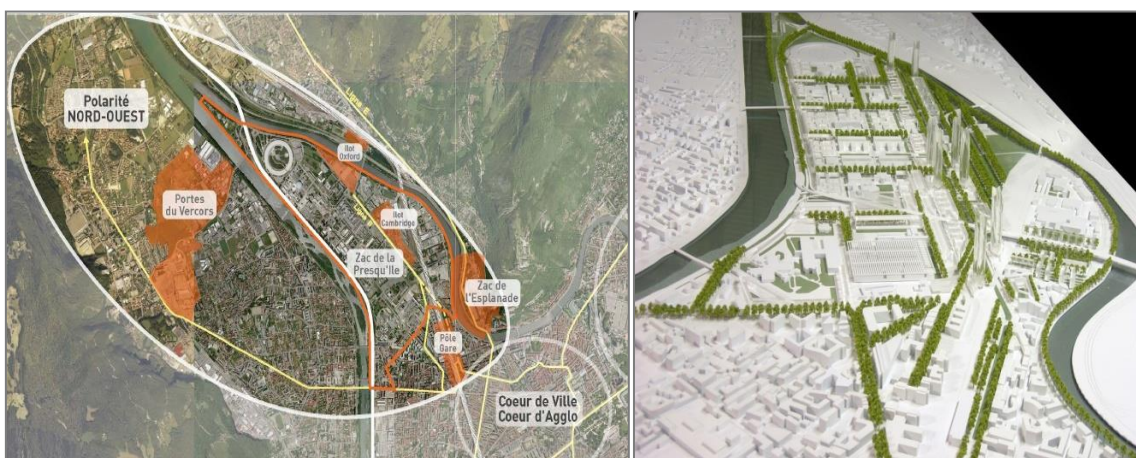 Polarité
NORD-OUEST
Ligne E
Ilot
Oxford
Portes
du Vercors
Ilot
Cambridge
Zac de la
Presqu'Ile
Zac de
l'Esplanade
Pôle
Gare
Coeur de Ville
Coeur d'Agglo